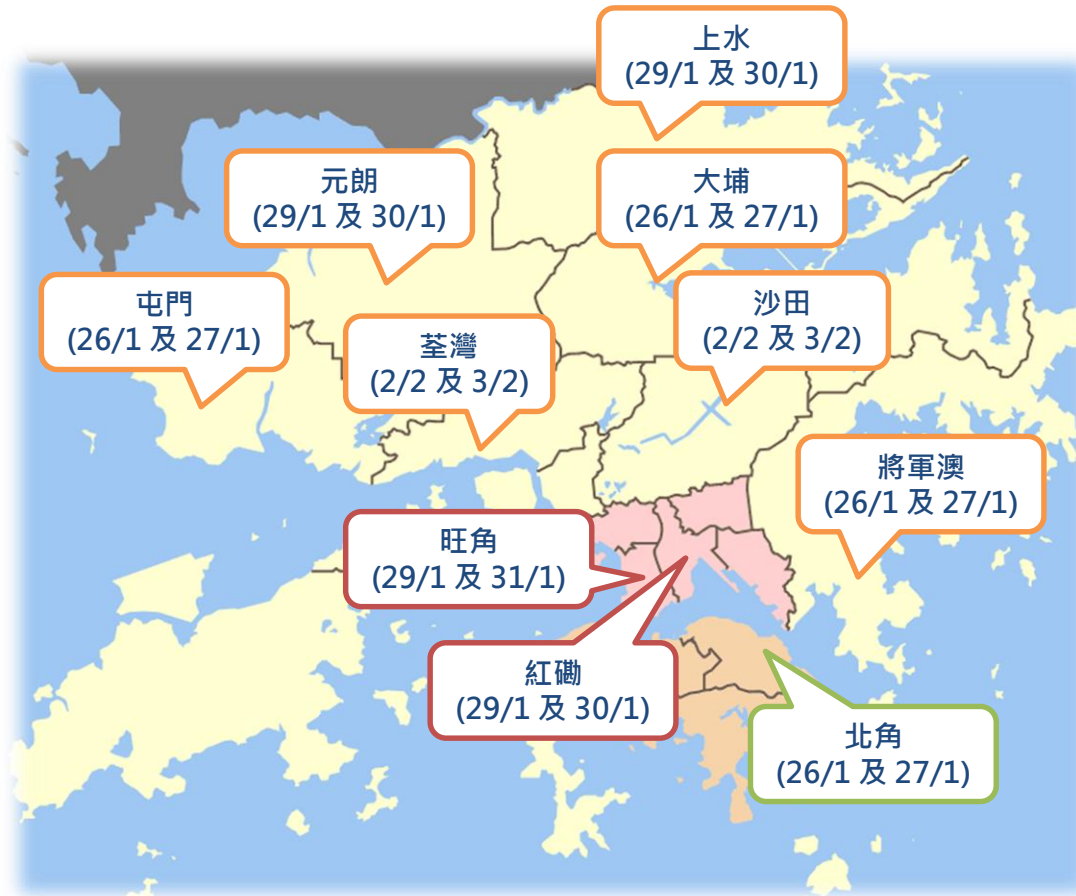 上水
(29/1 及 30/1)
元朗
(29/1 及 30/1)
大埔
(26/1 及 27/1)
屯門
(26/1 及 27/1)
荃灣
(2/2 及 3/2)
沙田
(2/2 及 3/2)
將軍澳
(26/1 及 27/1)
旺角
(29/1 及 31/1)
紅磡
(29/1 及 30/1)
北角
(26/1 及 27/1)